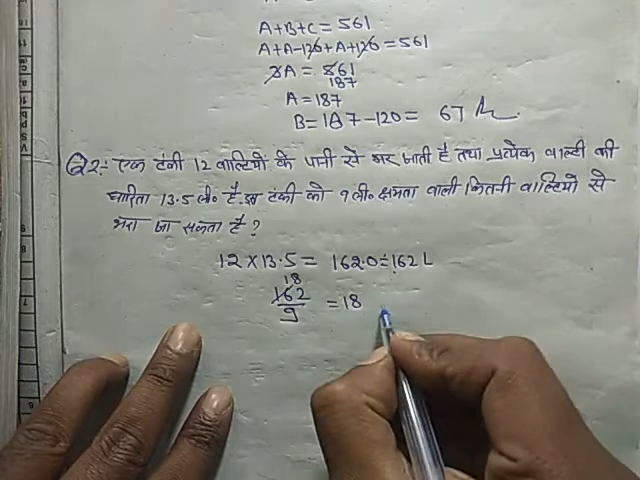 A+B+C = 561
A+A-120+A+120 = 561
3A = 561
187
A = 187
B = 187-120 = 67
Q2:- एक टंकी 12 बाल्टियो के पानी से भर जाती है तथा प्रत्येक बाल्टी की
धारिता 13.5 ली० है इस टंकी को 9 ली० क्षमता वाली कितनी बाल्टियो से
भरा जा सकता है ?
12 x 13.5 = 162.0 = 162 L
18
162
9
= 18